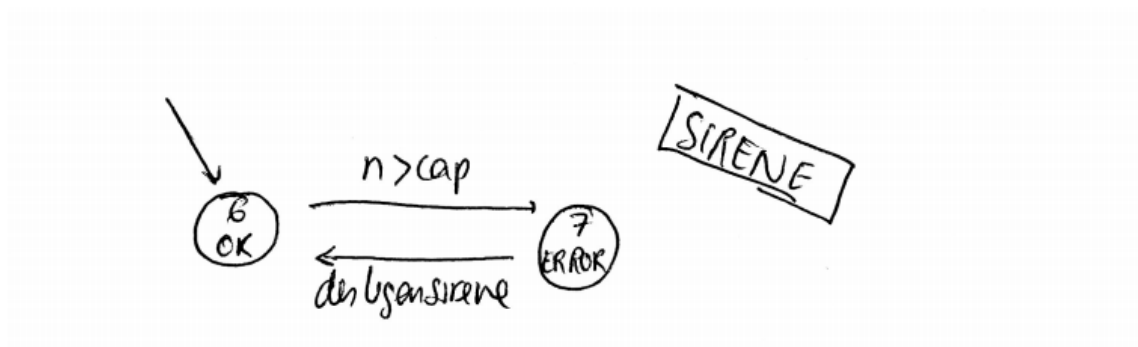 SIRENE
n>cap
6
OK
7
ERROR
desligarsirene